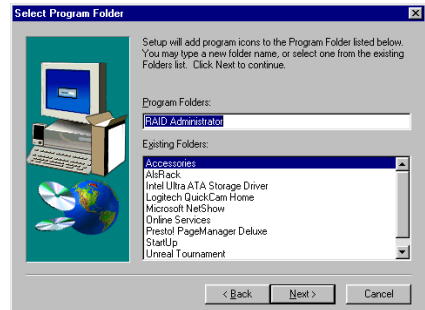 Select Program Folder
Setup will add program icons to the Program Folder listed below.
You may type a new folder name, or select one from the existing
Folders list. Click Next to continue.
Program Folders:
RAID Administrator
Existing Folders:
Accessories
AlsRack
Intel Ultra ATA Storage Driver
Logitech QuickCam Home
Microsoft NetShow
Online Services
Presto! PageManager Deluxe
StartUp
Unreal Tournament
< Back
Next >
Cancel